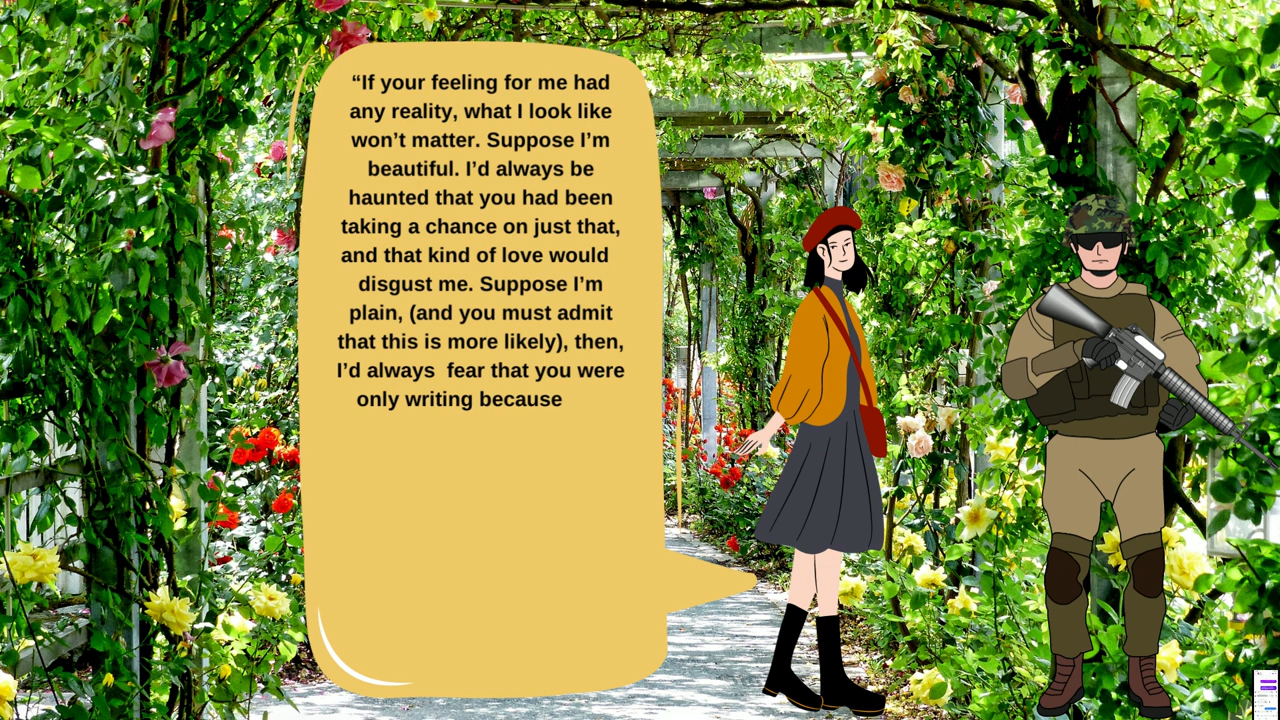 “If your feeling for me had
any reality, what I look like
won’t matter. Suppose I’m
beautiful. I’d always be
haunted that you had been
taking a chance on just that,
and that kind of love would
disgust me. Suppose I’m
plain, (and you must admit
that this is more likely), then,
I’d always  fear that you were
only writing because